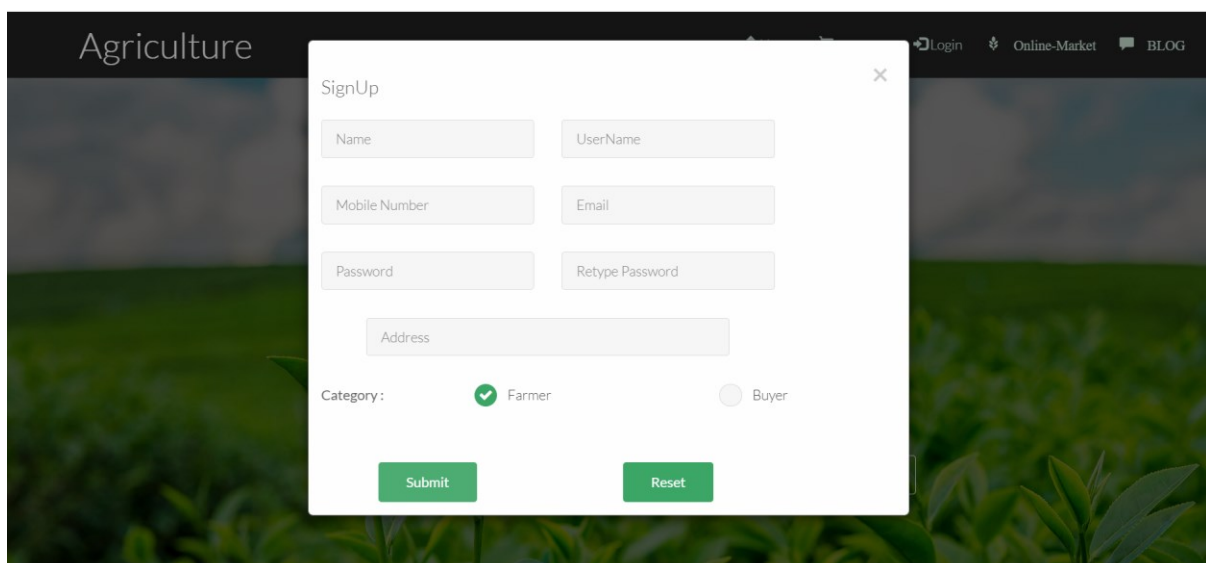 Agriculture
Login Online-Market BLOG
SignUp
×
Name UserName
Mobile Number Email
Password Retype Password
Address
Category : Farmer Buyer
Submit Reset